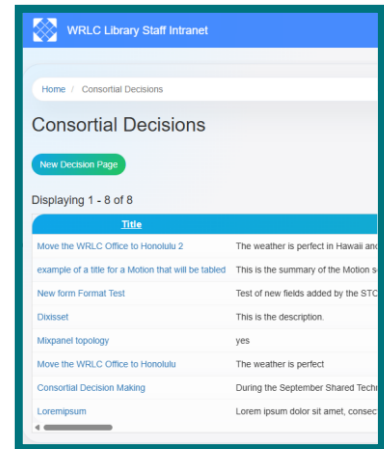 WRLC Library Staff Intranet
Home / Consortial Decisions
Consortial Decisions
New Decision Page
Displaying 1 - 8 of 8
Title
Move the WRLC Office to Honolulu 2 The weather is perfect in Hawaii and
example of a title for a Motion that will be tabled This is the summary of the Motion s
New form Format Test Test of new fields added by the STC
Dixisset This is the description.
Mixpanel topology yes
Move the WRLC Office to Honolulu The weather is perfect
Consortial Decision Making During the September Shared Techn
Loremipsum Lorem ipsum dolor sit amet, consec